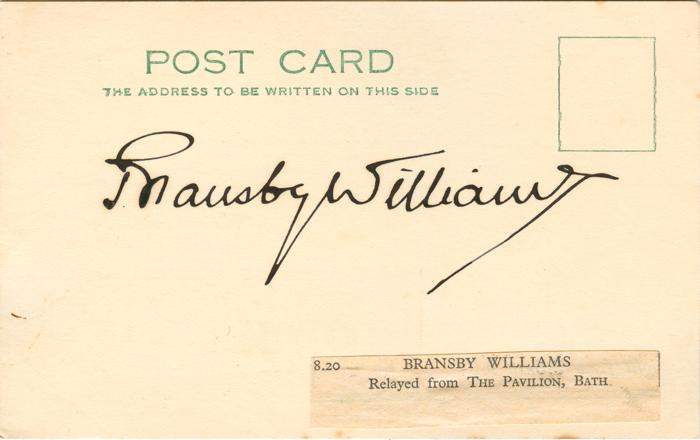 POST CARD
THE ADDRESS TO BE WRITTEN ON THIS SIDE
Bransby Williams
8.20 BRANSBY WILLIAMS
Relayed from THE PAVILION, BATH